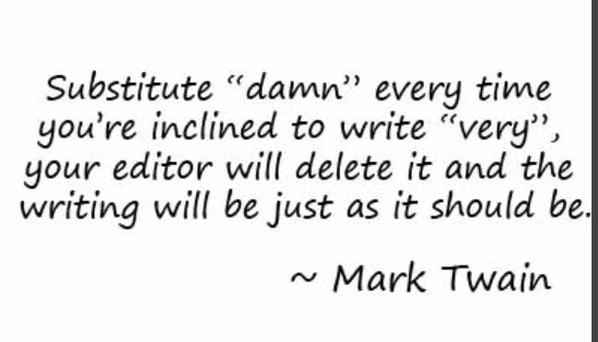 Substitute “damn” every time
you’re inclined to write “very”,
your editor will delete it and the
writing will be just as it should be.
~ Mark Twain